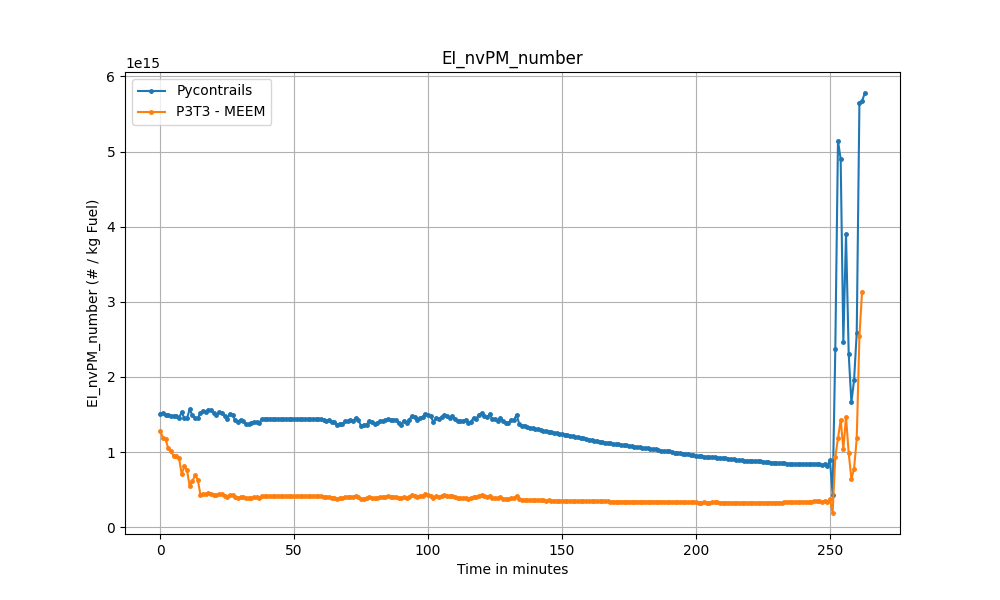 EI_nvPM_number
1e15
6
5
4
3
2
1
0
EI_nvPM_number (# / kg Fuel)
Pycontrails
P3T3 - MEEM
0
50
100
150
200
250
Time in minutes